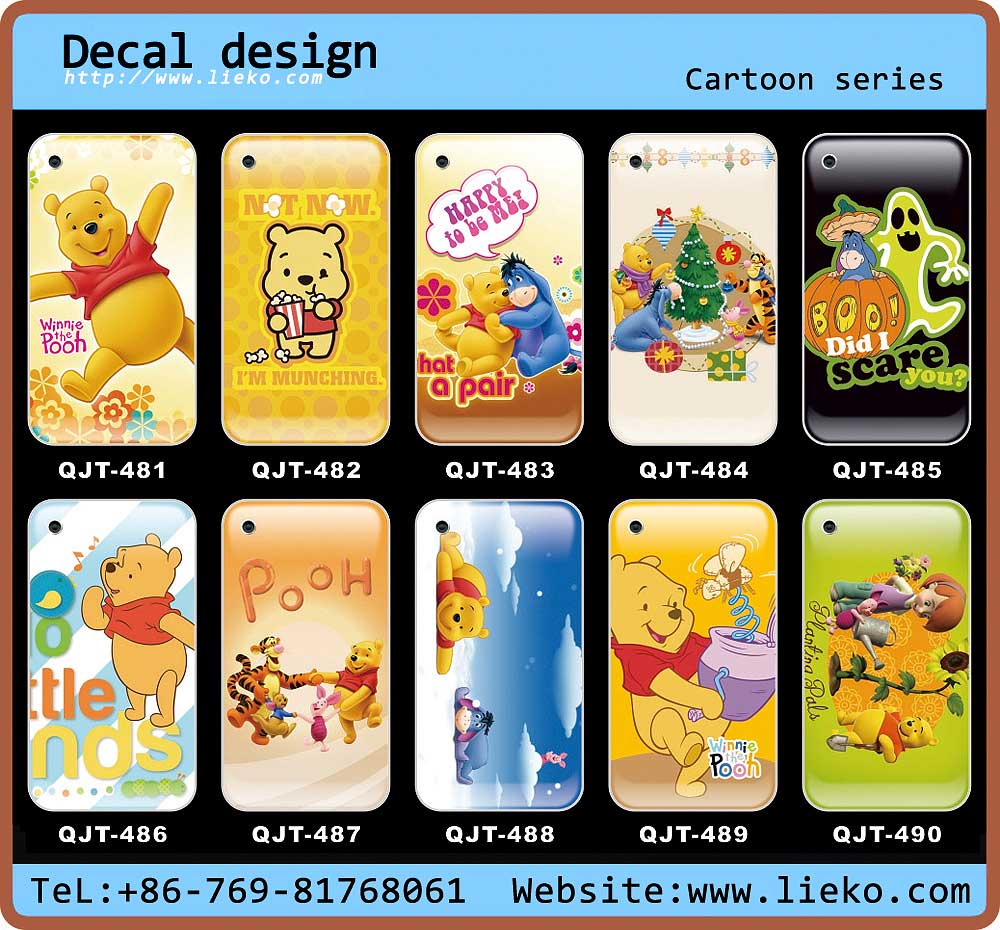 Decal design
http://www.lieko.com
Cartoon series
Winnie
the
Pooh
NOT NOW.
I'M MUNCHING.
HAPPY
to be ME!
hat
a pair
BOO!
Did I
scare
you?
QJT-481
QJT-482
QJT-483
QJT-484
QJT-485
o
ttle
nds
POOH
Winnie
the
Pooh
Planting Pals
QJT-486
QJT-487
QJT-488
QJT-489
QJT-490
TeL:+86-769-81768061
Website:www.lieko.com